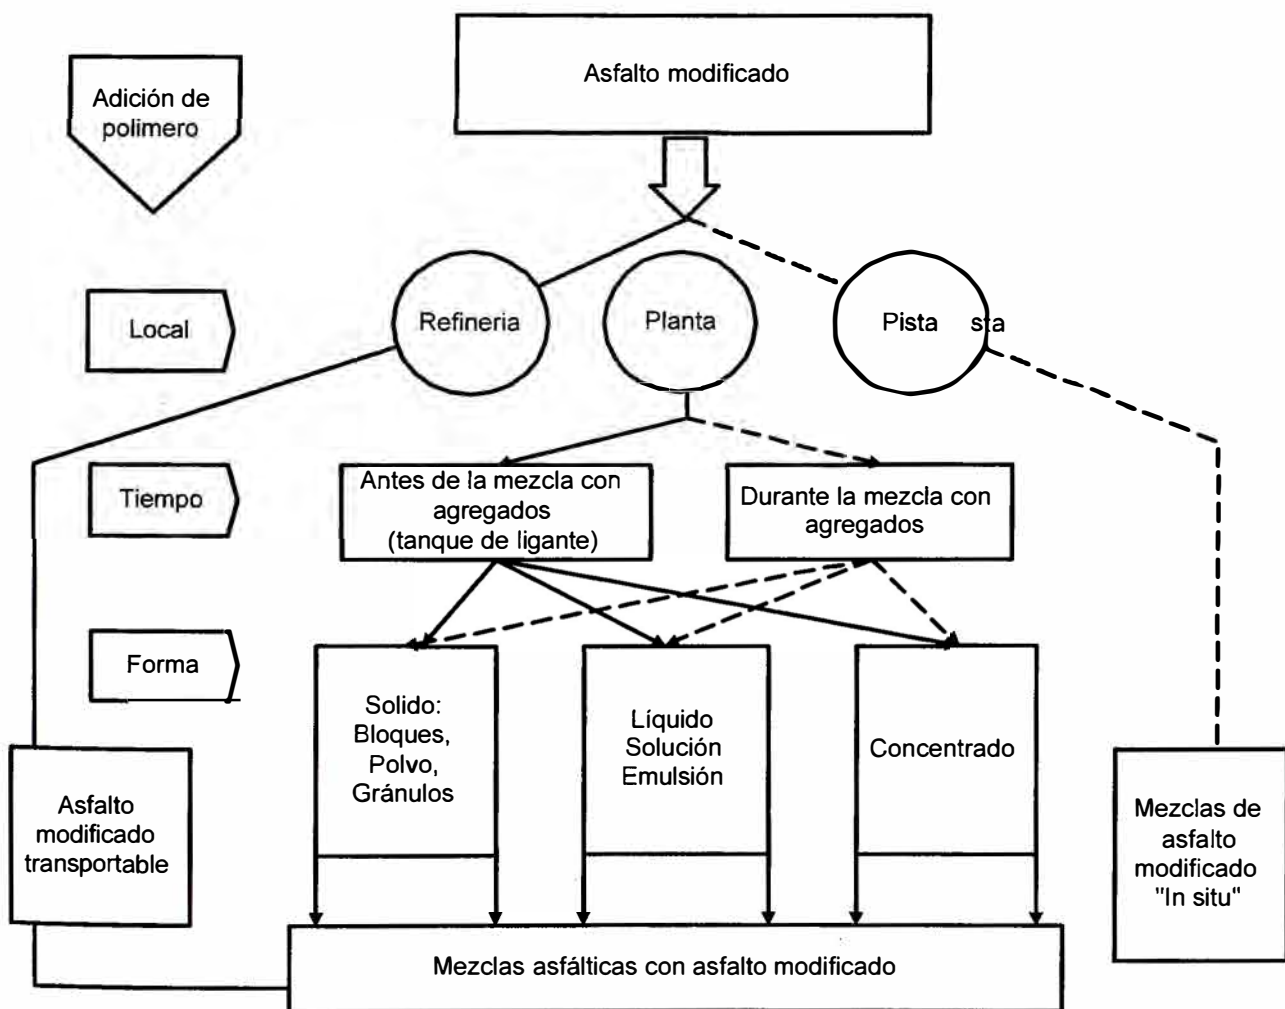 Asfalto modificado
Adición de
polimero
Local
Refineria
Planta
Pista
sta
Tiempo
Antes de la mezcla con
agregados
(tanque de ligante)
Durante la mezcla con
agregados
Forma
Solido:
Bloques,
Polvo,
Gránulos
Líquido
Solución
Emulsión
Concentrado
Asfalto
modificado
transportable
Mezclas de
asfalto
modificado
"In situ"
Mezclas asfálticas con asfalto modificado